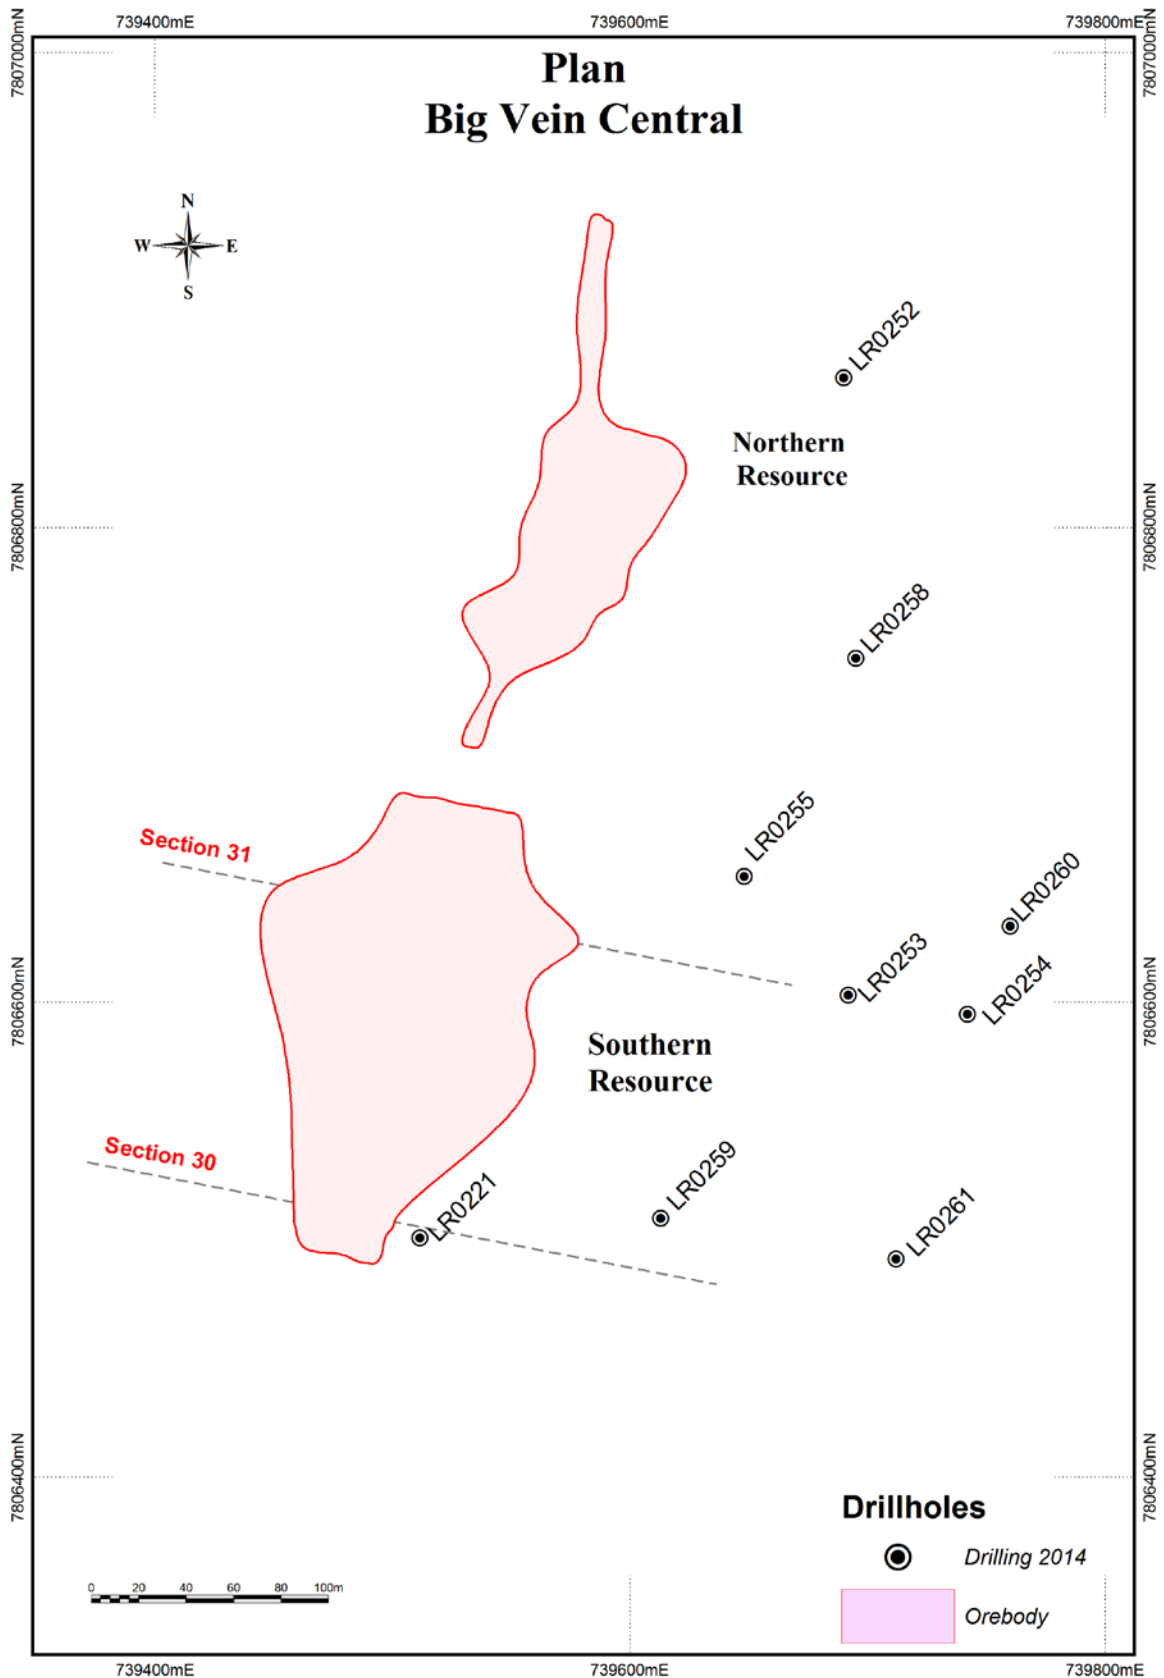 739400mE
739600mE
739800mE
7807000mN
7807000mN
Plan
Big Vein Central
N
W
E
S
LR0252
Northern
Resource
7806800mN
7806800mN
LR0258
LR0255
Section 31
LR0260
LR0253
LR0254
7806600mN
7806600mN
Southern
Resource
Section 30
LR0221
LR0259
LR0261
7806400mN
7806400mN
Drillholes
Drilling 2014
Orebody
0 20 40 60 80 100m
739400mE
739600mE
739800mE